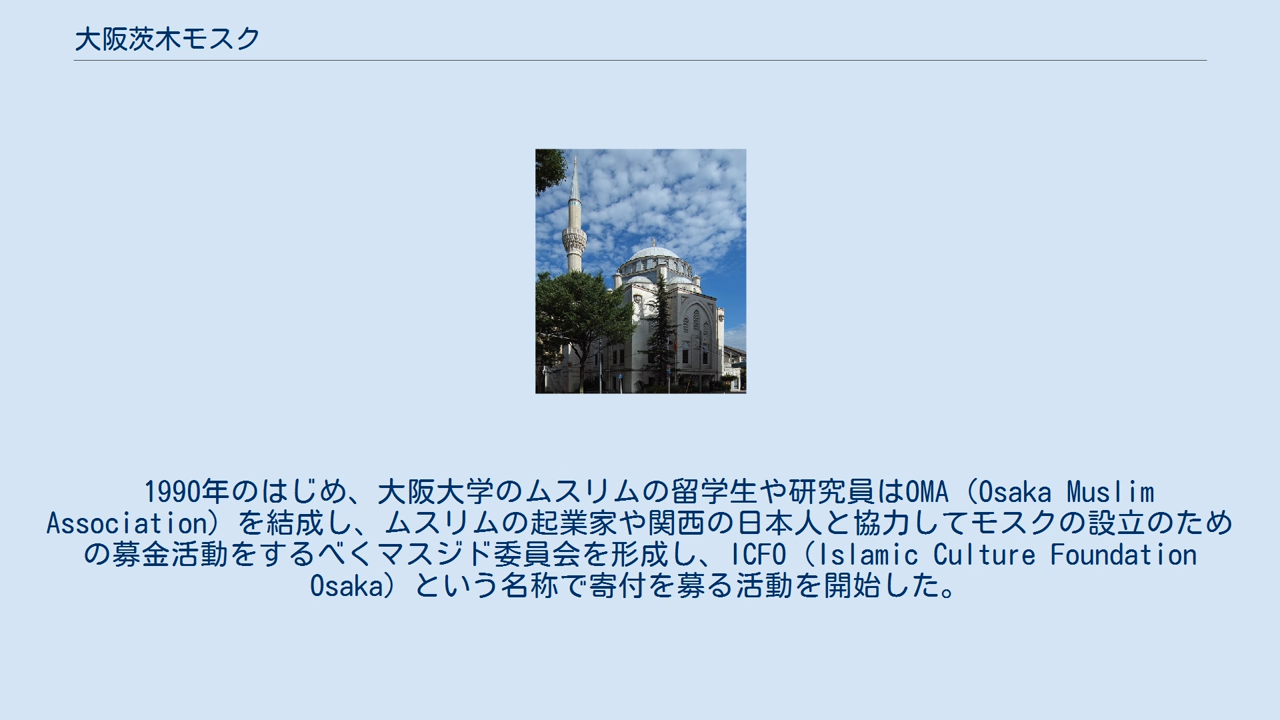 大阪茨木モスク
1990年のはじめ、大阪大学のムスリムの留学生や研究員はOMA（Osaka Muslim
Association）を結成し、ムスリムの起業家や関西の日本人と協力してモスクの設立のため
の募金活動をするべくマスジド委員会を形成し、ICFO（Islamic Culture Foundation
Osaka）という名称で寄付を募る活動を開始した。